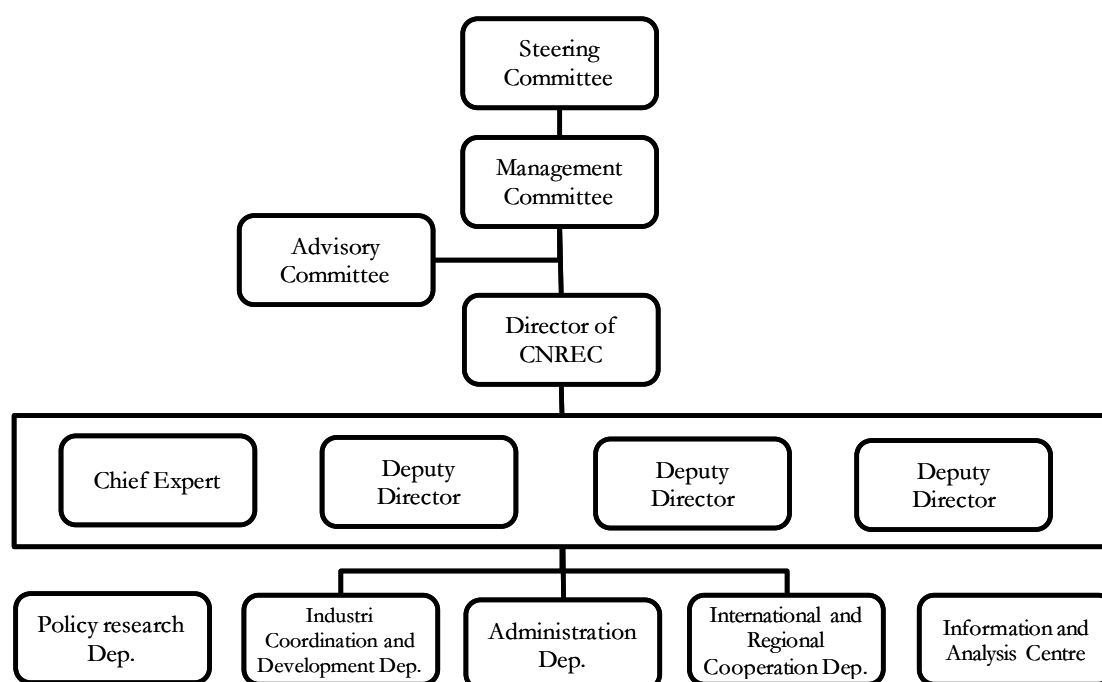 Steering
Committee
Management
Committee
Advisory
Committee
Director of
CNREC
Chief Expert
Deputy
Director
Deputy
Director
Deputy
Director
Policy research
Dep.
Industri
Coordination and
Development Dep.
Administration
Dep.
International and
Regional
Cooperation Dep.
Information and
Analysis Centre